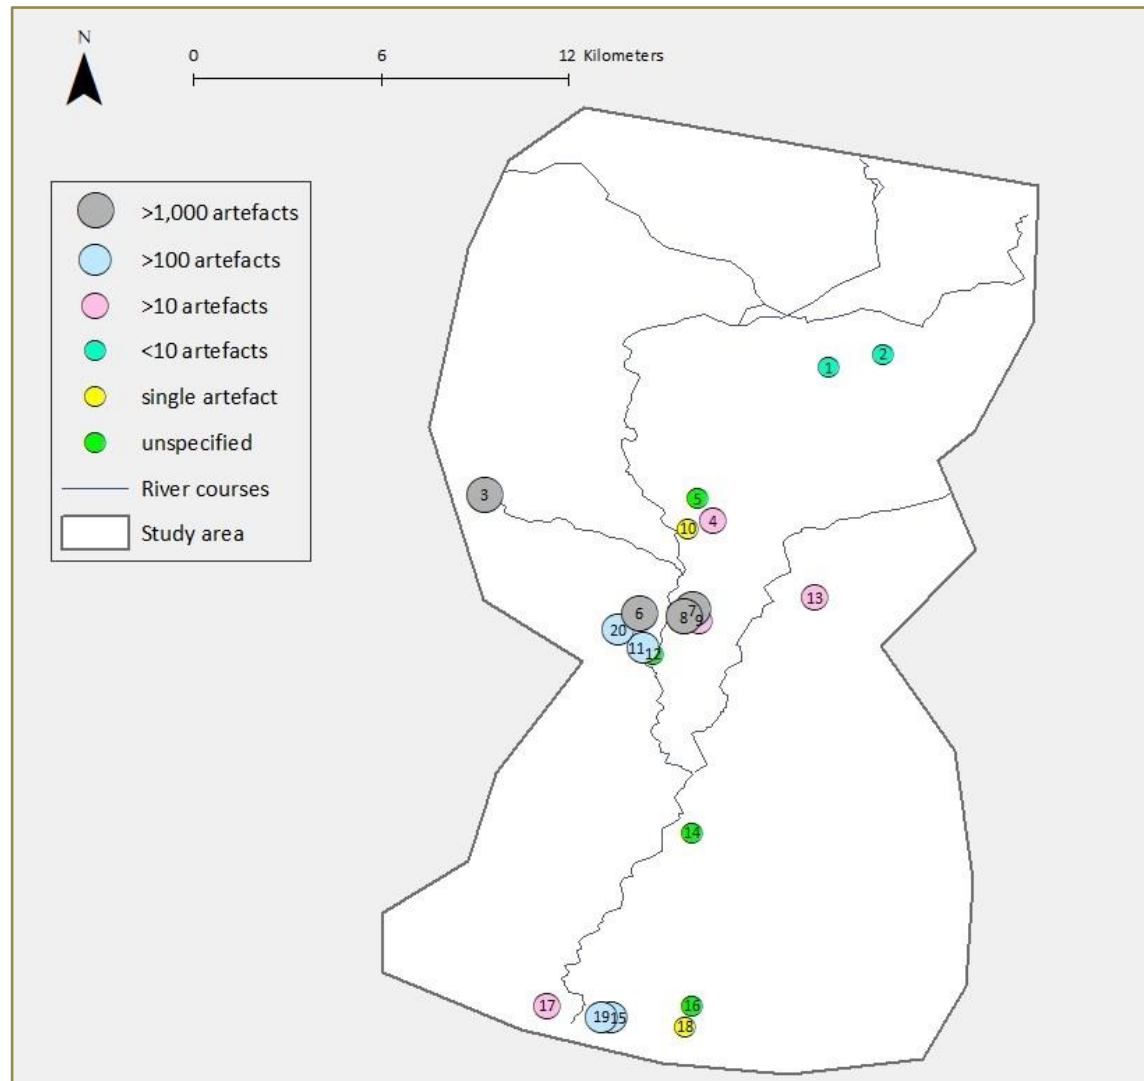 N
0 6 12 Kilometers
>1,000 artefacts
>100 artefacts
>10 artefacts
<10 artefacts
single artefact
unspecified
River courses
Study area
2
1
3
5
4
10
13
6
7
8
9
20
11
12
14
17
16
19
15
18